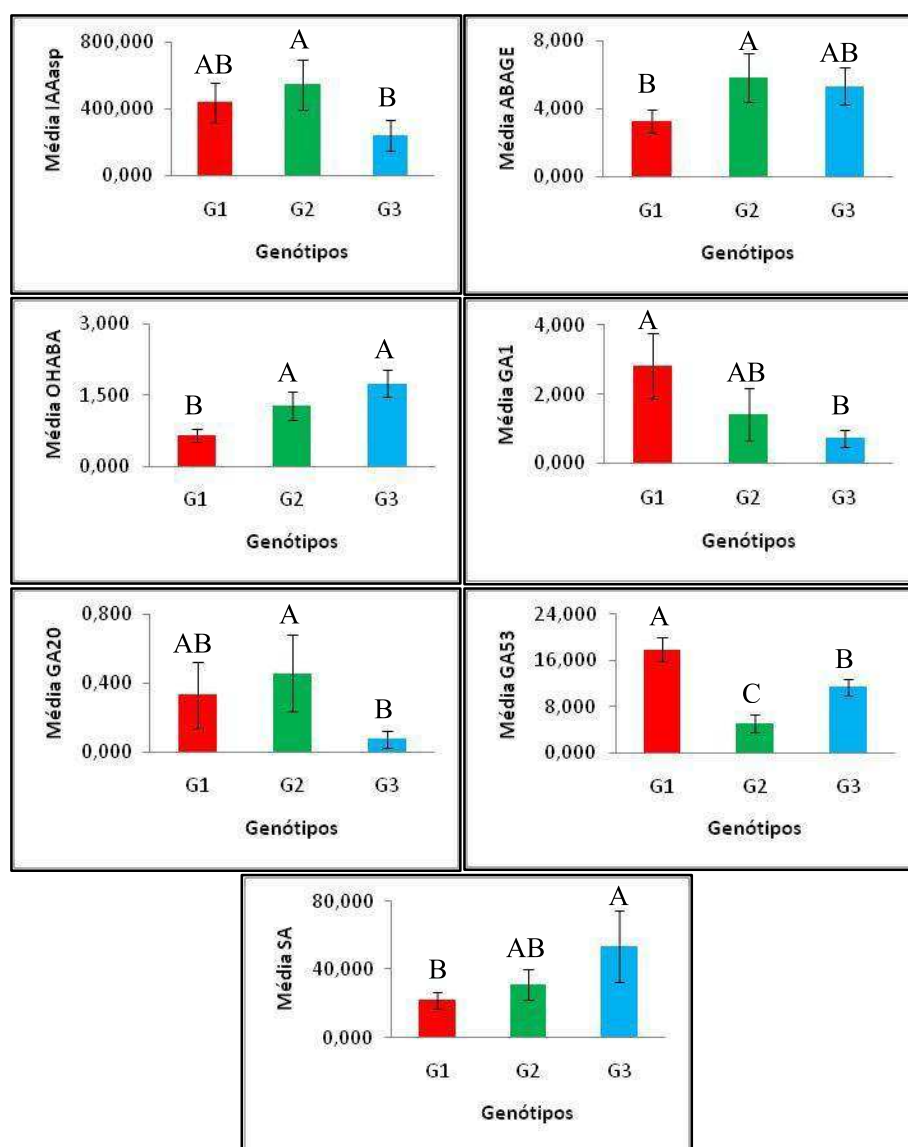 800,000
400,000
0,000
Média IAAasp
AB
A
B
G1 G2 G3
Genótipos
8,000
4,000
0,000
Média ABAGE
B
A
AB
G1 G2 G3
Genótipos
3,000
1,500
0,000
Média OHABA
B
A
A
G1 G2 G3
Genótipos
4,000
2,000
0,000
Média GA1
A
AB
B
G1 G2 G3
Genótipos
0,800
0,400
0,000
Média GA20
AB
A
B
G1 G2 G3
Genótipos
24,000
16,000
8,000
0,000
Média GA53
A
C
B
G1 G2 G3
Genótipos
80,000
40,000
0,000
Média SA
B
AB
A
G1 G2 G3
Genótipos